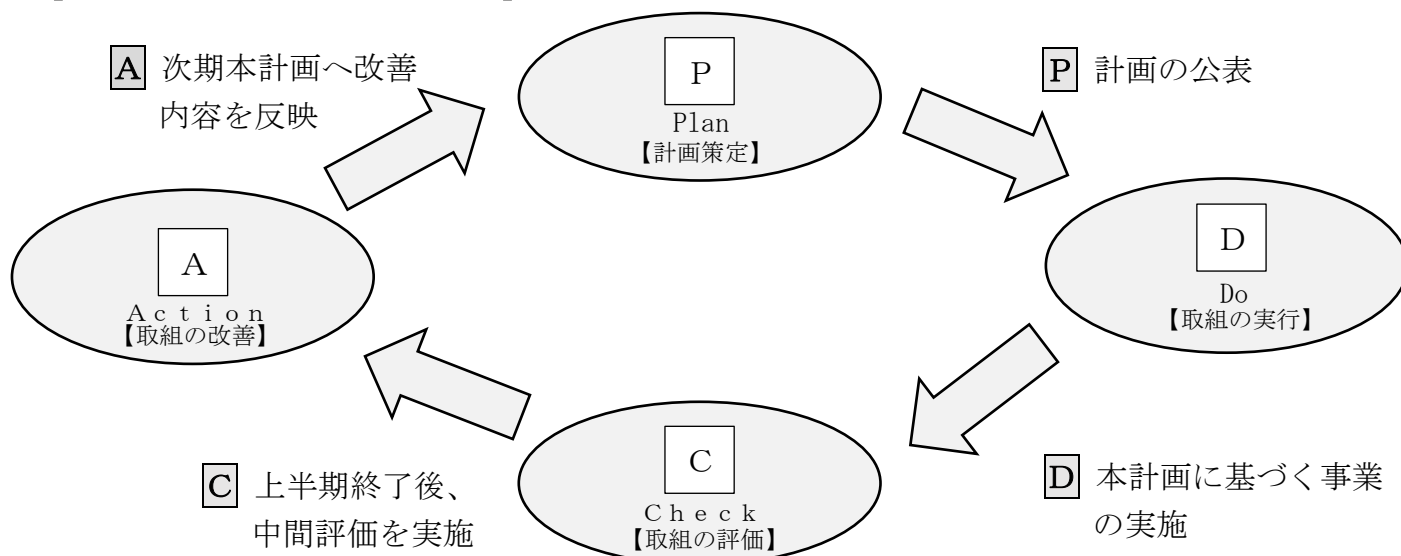 A 次期本計画へ改善
内容を反映
P
Plan
【計画策定】
P 計画の公表
A
Ａｃｔｉｏｎ
【取組の改善】
D
Do
【取組の実行】
C 上半期終了後、
中間評価を実施
C
Ｃｈｅｃｋ
【取組の評価】
D 本計画に基づく事業
の実施